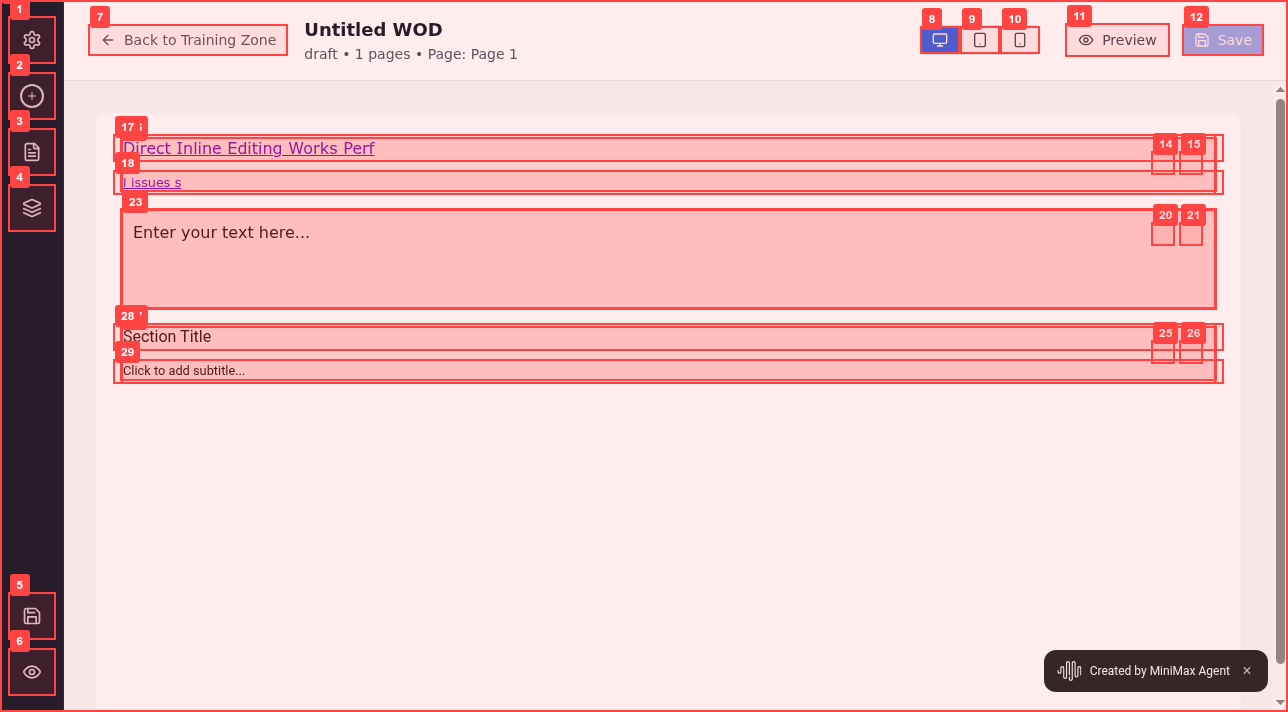 1
2
3
4
5
6
7
Back to Training Zone
Untitled WOD
draft • 1 pages • Page: Page 1
8
9
10
11
Preview
12
Save
17
Direct Inline Editing Works Perf
14
15
18
l issues s
23
Enter your text here...
20
21
28
Section Title
25
26
29
Click to add subtitle...
Created by MiniMax Agent ×